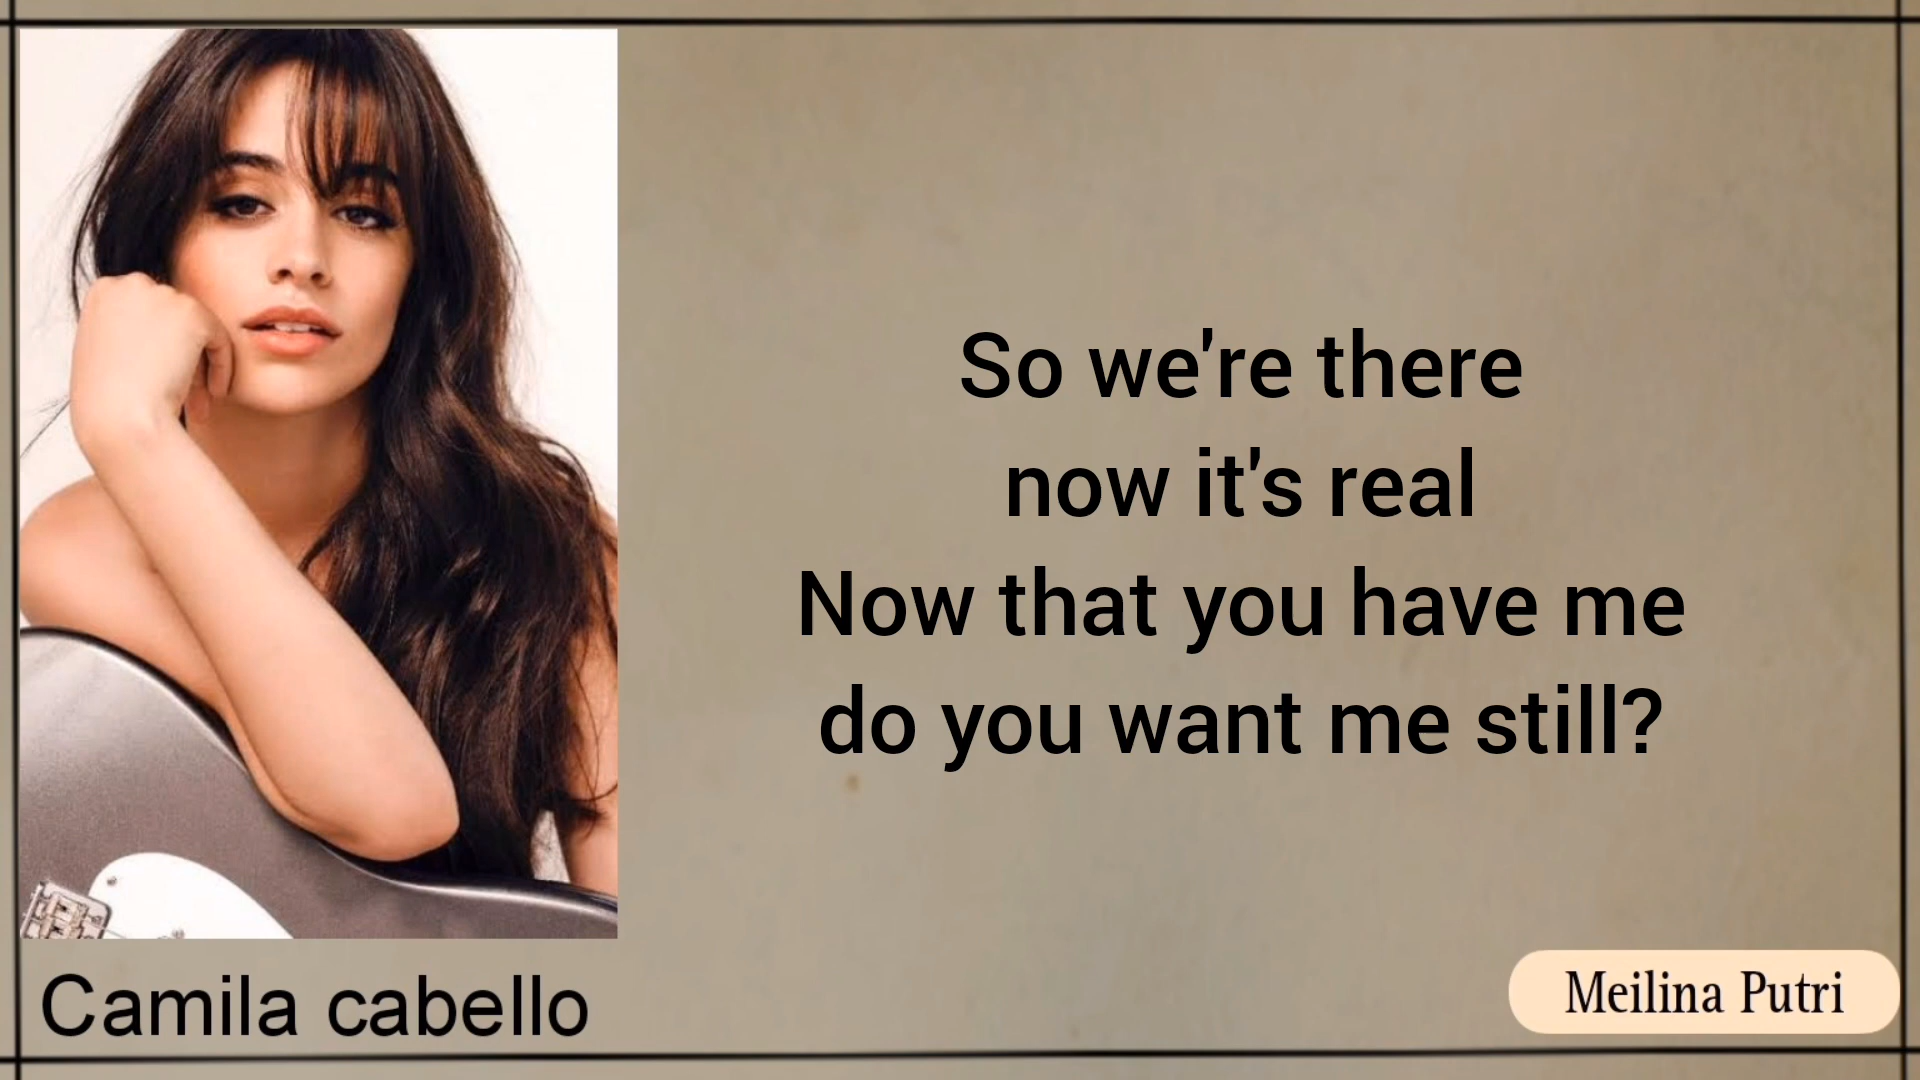 So we're there
now it's real
Now that you have me
do you want me still?
Camila cabello
Meilina Putri